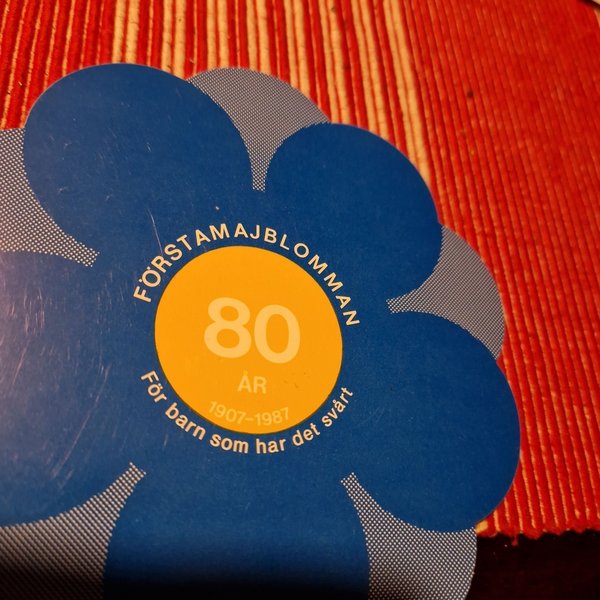 FÖRSTAMAJBLOMMAN
80
ÅR
1907-1987
För barn som har det svårt